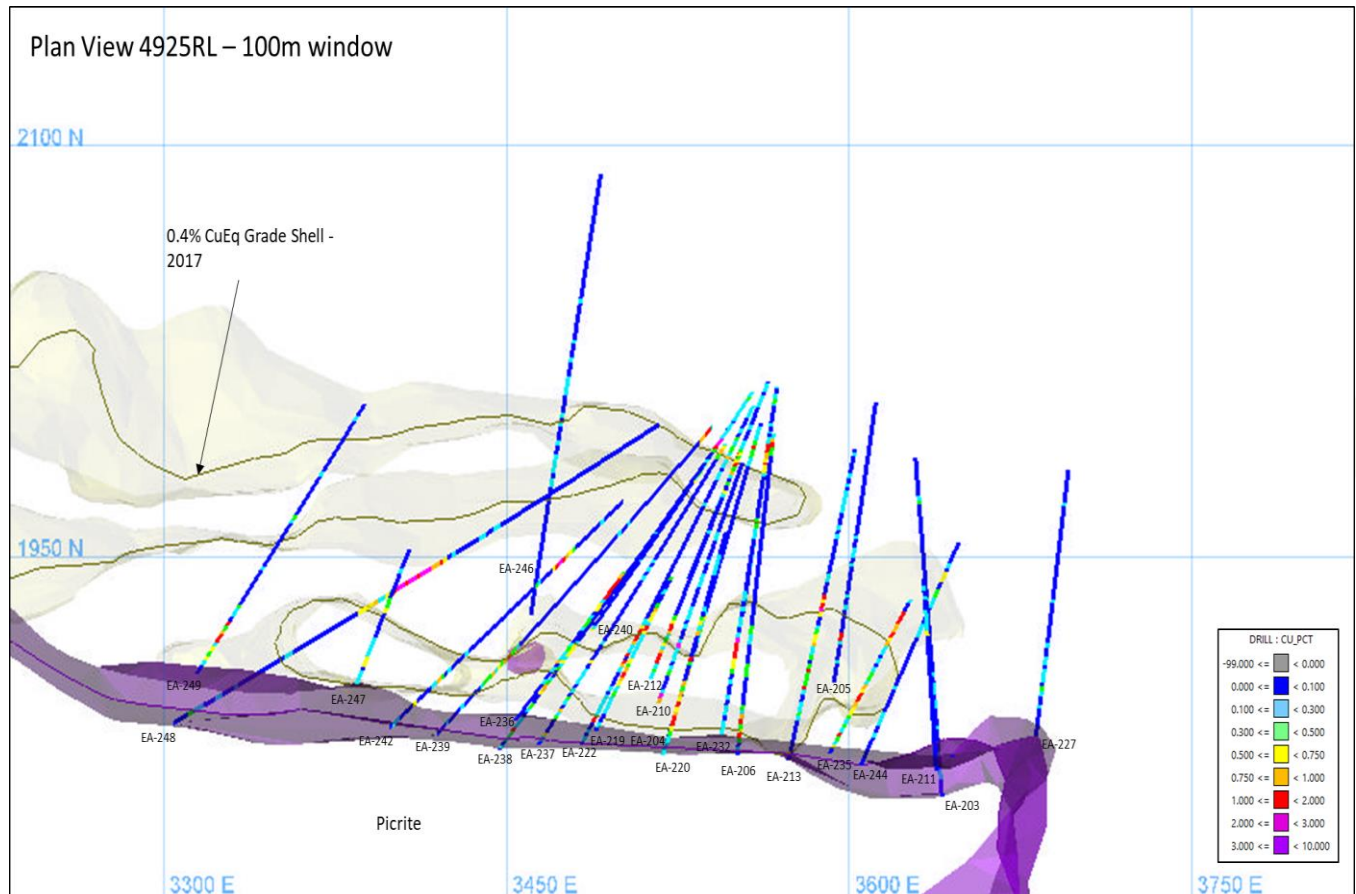 Plan View 4925RL – 100m window
2100 N
0.4% CuEq Grade Shell -
2017
1950 N
EA-246
EA-240
EA-249
EA-247
EA-212
EA-205
EA-210
EA-248
EA-242
EA-239
EA-236
EA-238
EA-237
EA-222
EA-219
EA-204
EA-220
EA-232
EA-206
EA-213
EA-235
EA-244
EA-211
EA-203
EA-227
Picrite
DRILL : CU_PCT
-99.000 <= < 0.000
0.000 <= < 0.100
0.100 <= < 0.300
0.300 <= < 0.500
0.500 <= < 0.750
0.750 <= < 1.000
1.000 <= < 2.000
2.000 <= < 3.000
3.000 <= < 10.000
3300 E
3450 E
3600 E
3750 E